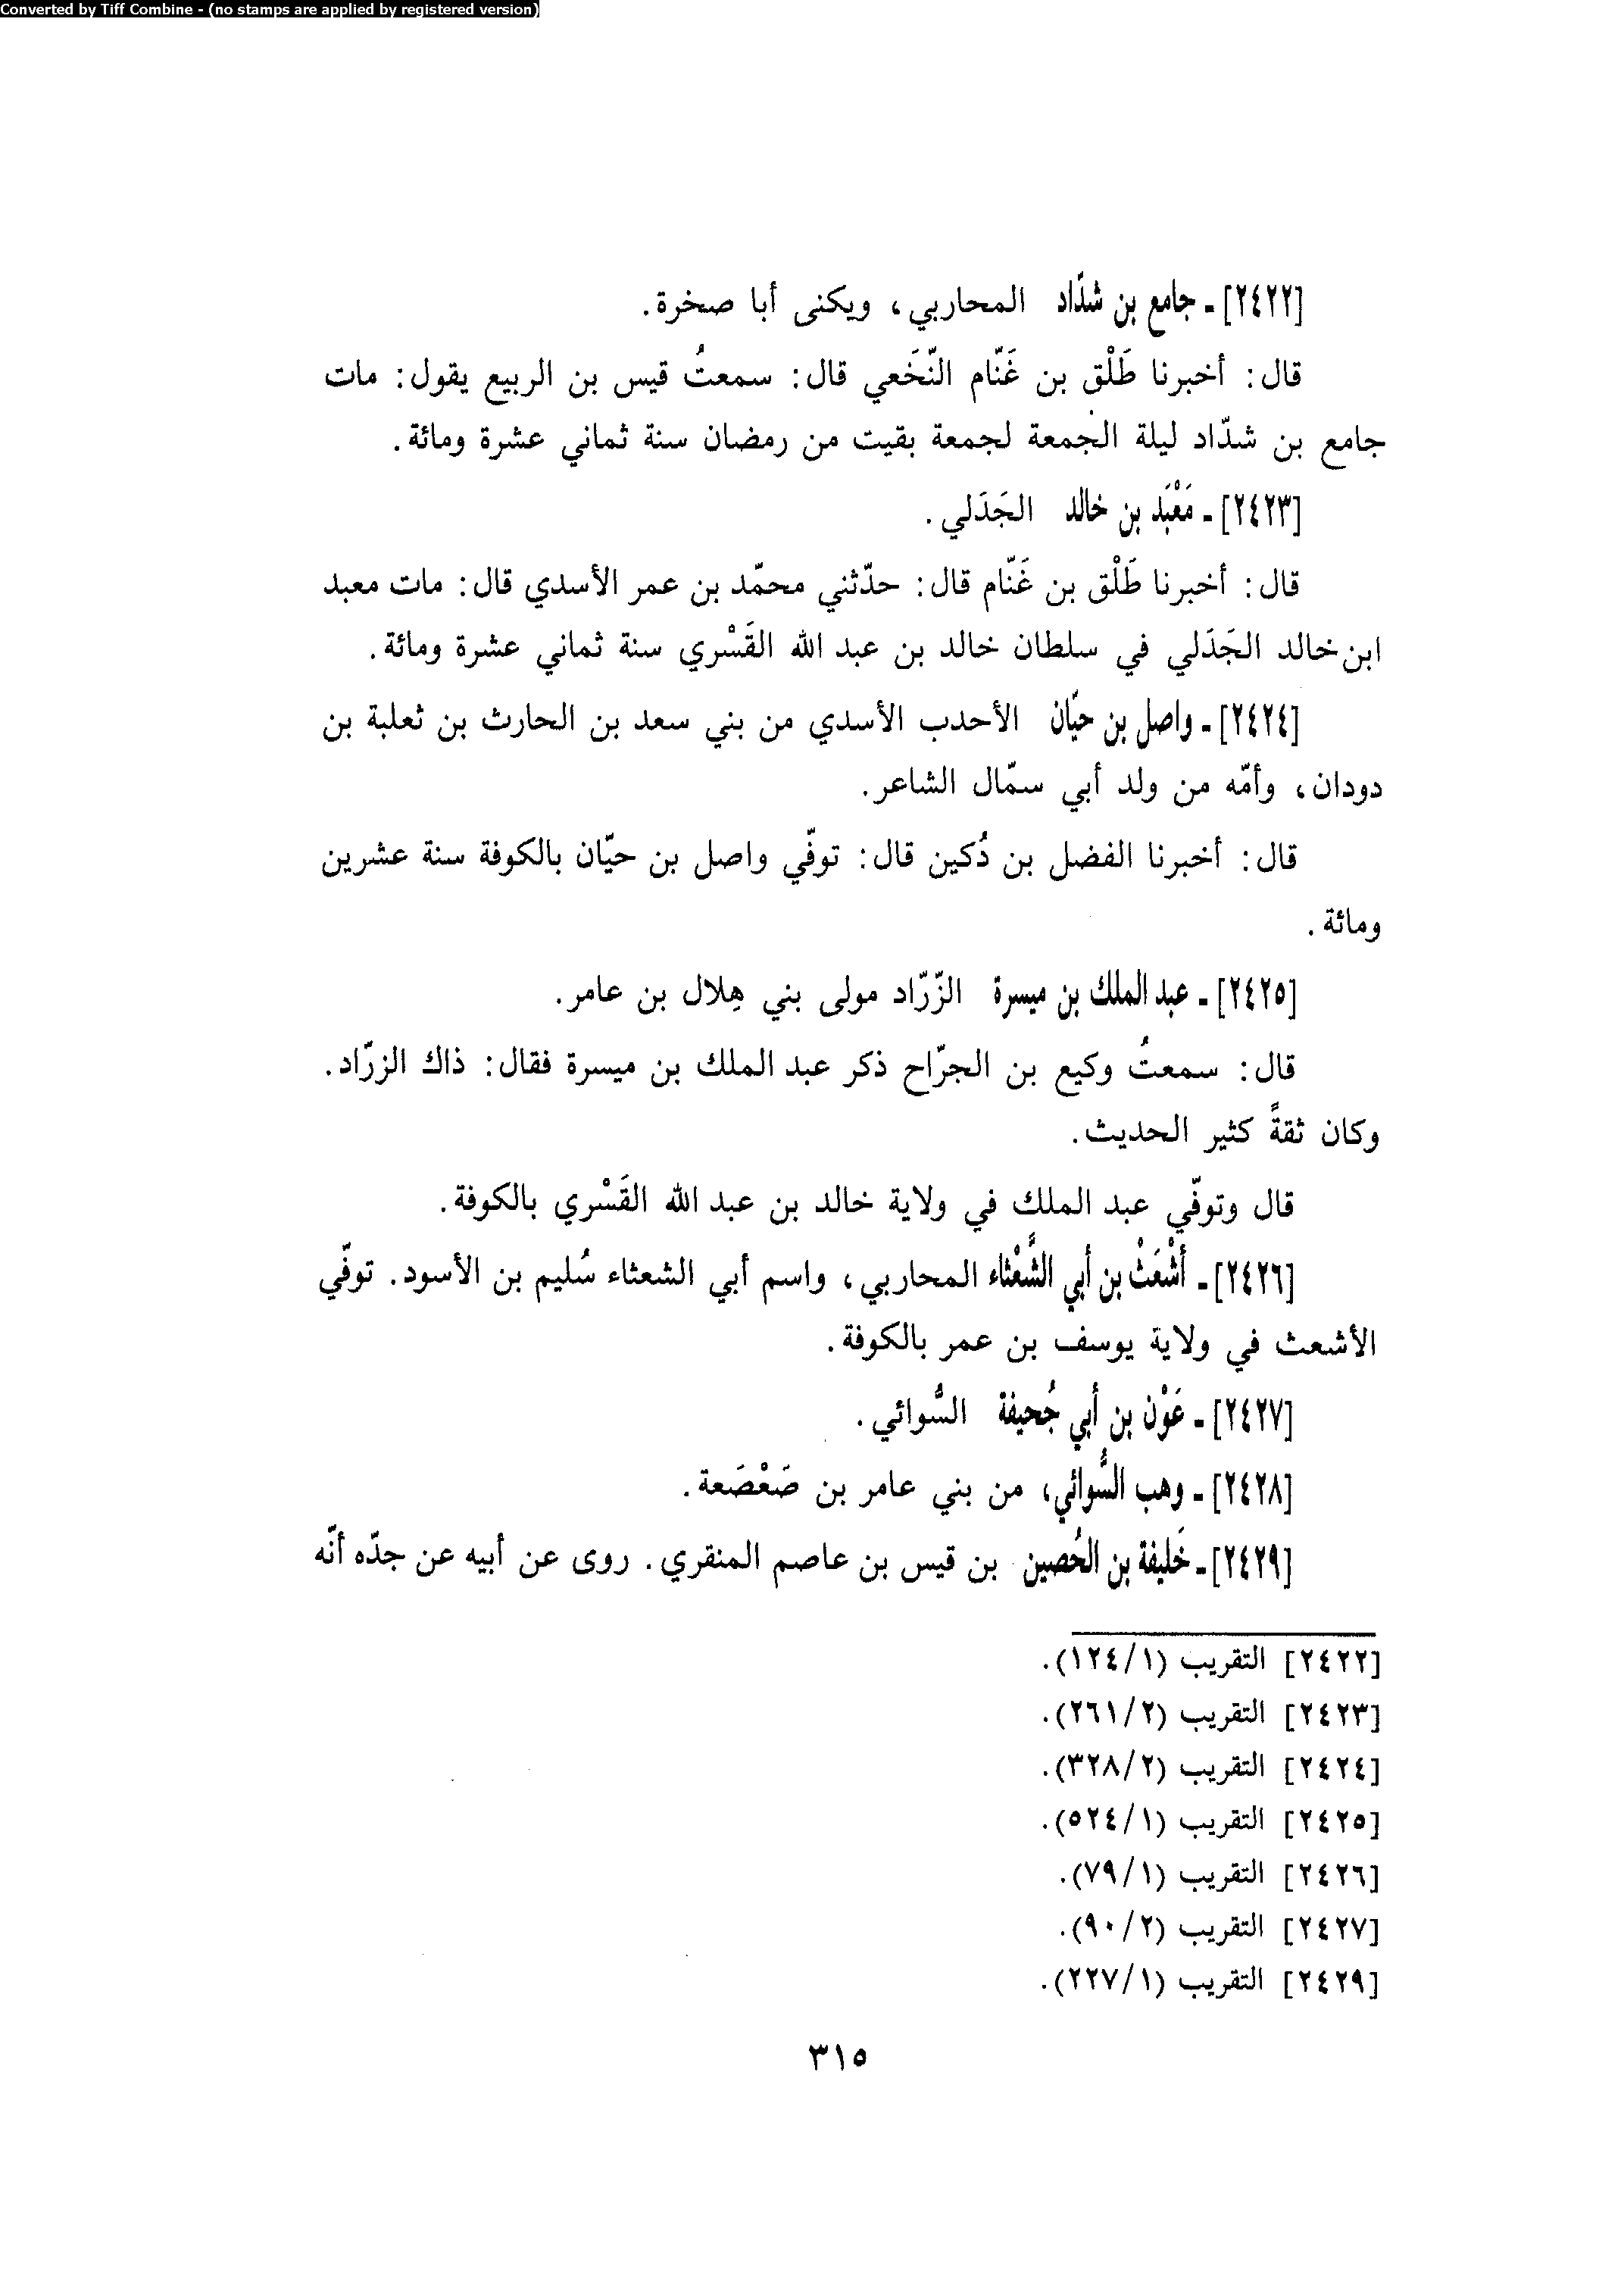 Converted by Tiff Combine - (no stamps are applied by registered version)
[٢٤٢٢] ـ جامع بن شدّاد المحاربي، ويكنى أبا صخرة.
قال: أخبرنا طَلْق بن غَنّام النّخَعي قال: سمعتُ قيس بن الربيع يقول: مات
جامع بن شدّاد ليلة الجمعة لجمعة بقيت من رمضان سنة ثماني عشرة ومائة.
[٢٤٢٣] ـ مَعْبَد بن خالد الجَدَلي.
قال: أخبرنا طَلْق بن غَنّام قال: حدّثني محمّد بن عمر الأسدي قال: مات معبد
ابن خالد الجَدَلي في سلطان خالد بن عبد الله القَسْري سنة ثماني عشرة ومائة.
[٢٤٢٤] ـ واصل بن حيّان الأحدب الأسدي من بني سعد بن الحارث بن ثعلبة بن
دودان، وأمّه من ولد أبي سمّال الشاعر.
قال: أخبرنا الفضل بن دُكين قال: توفّي واصل بن حيّان بالكوفة سنة عشرين
ومائة.
[٢٤٢٥] ـ عبد الملك بن ميسرة الزّرّاد مولى بني هِلال بن عامر.
قال: سمعتُ وكيع بن الجرّاح ذكر عبد الملك بن ميسرة فقال: ذاك الزرّاد.
وكان ثقةً كثير الحديث.
قال وتوفّي عبد الملك في ولاية خالد بن عبد الله القَسْري بالكوفة.
[٢٤٢٦] ـ أشْعَثْ بن أبي الشَّعْثاء المحاربي، واسم أبي الشعثاء سُليم بن الأسود. توفّي
الأشعث في ولاية يوسف بن عمر بالكوفة.
[٢٤٢٧] ـ عَوْن بن أبي جُحيفة السُّوائي.
[٢٤٢٨] ـ وهب السُّوائي، من بني عامر بن صَعْصَعة.
[٢٤٢٩] ـ خَليفة بن الحُصين بن قيس بن عاصم المنقري. روى عن أبيه عن جدّه أنّه
[٢٤٢٢] التقريب (١/ ١٢٤).
[٢٤٢٣] التقريب (٢/ ٢٦١).
[٢٤٢٤] التقريب (٢/ ٣٢٨).
[٢٤٢٥] التقريب (١/ ٥٢٤).
[٢٤٢٦] التقريب (١/ ٧٩).
[٢٤٢٧] التقريب (٢/ ٩٠).
[٢٤٢٩] التقريب (١/ ٢٢٧).
٣١٥